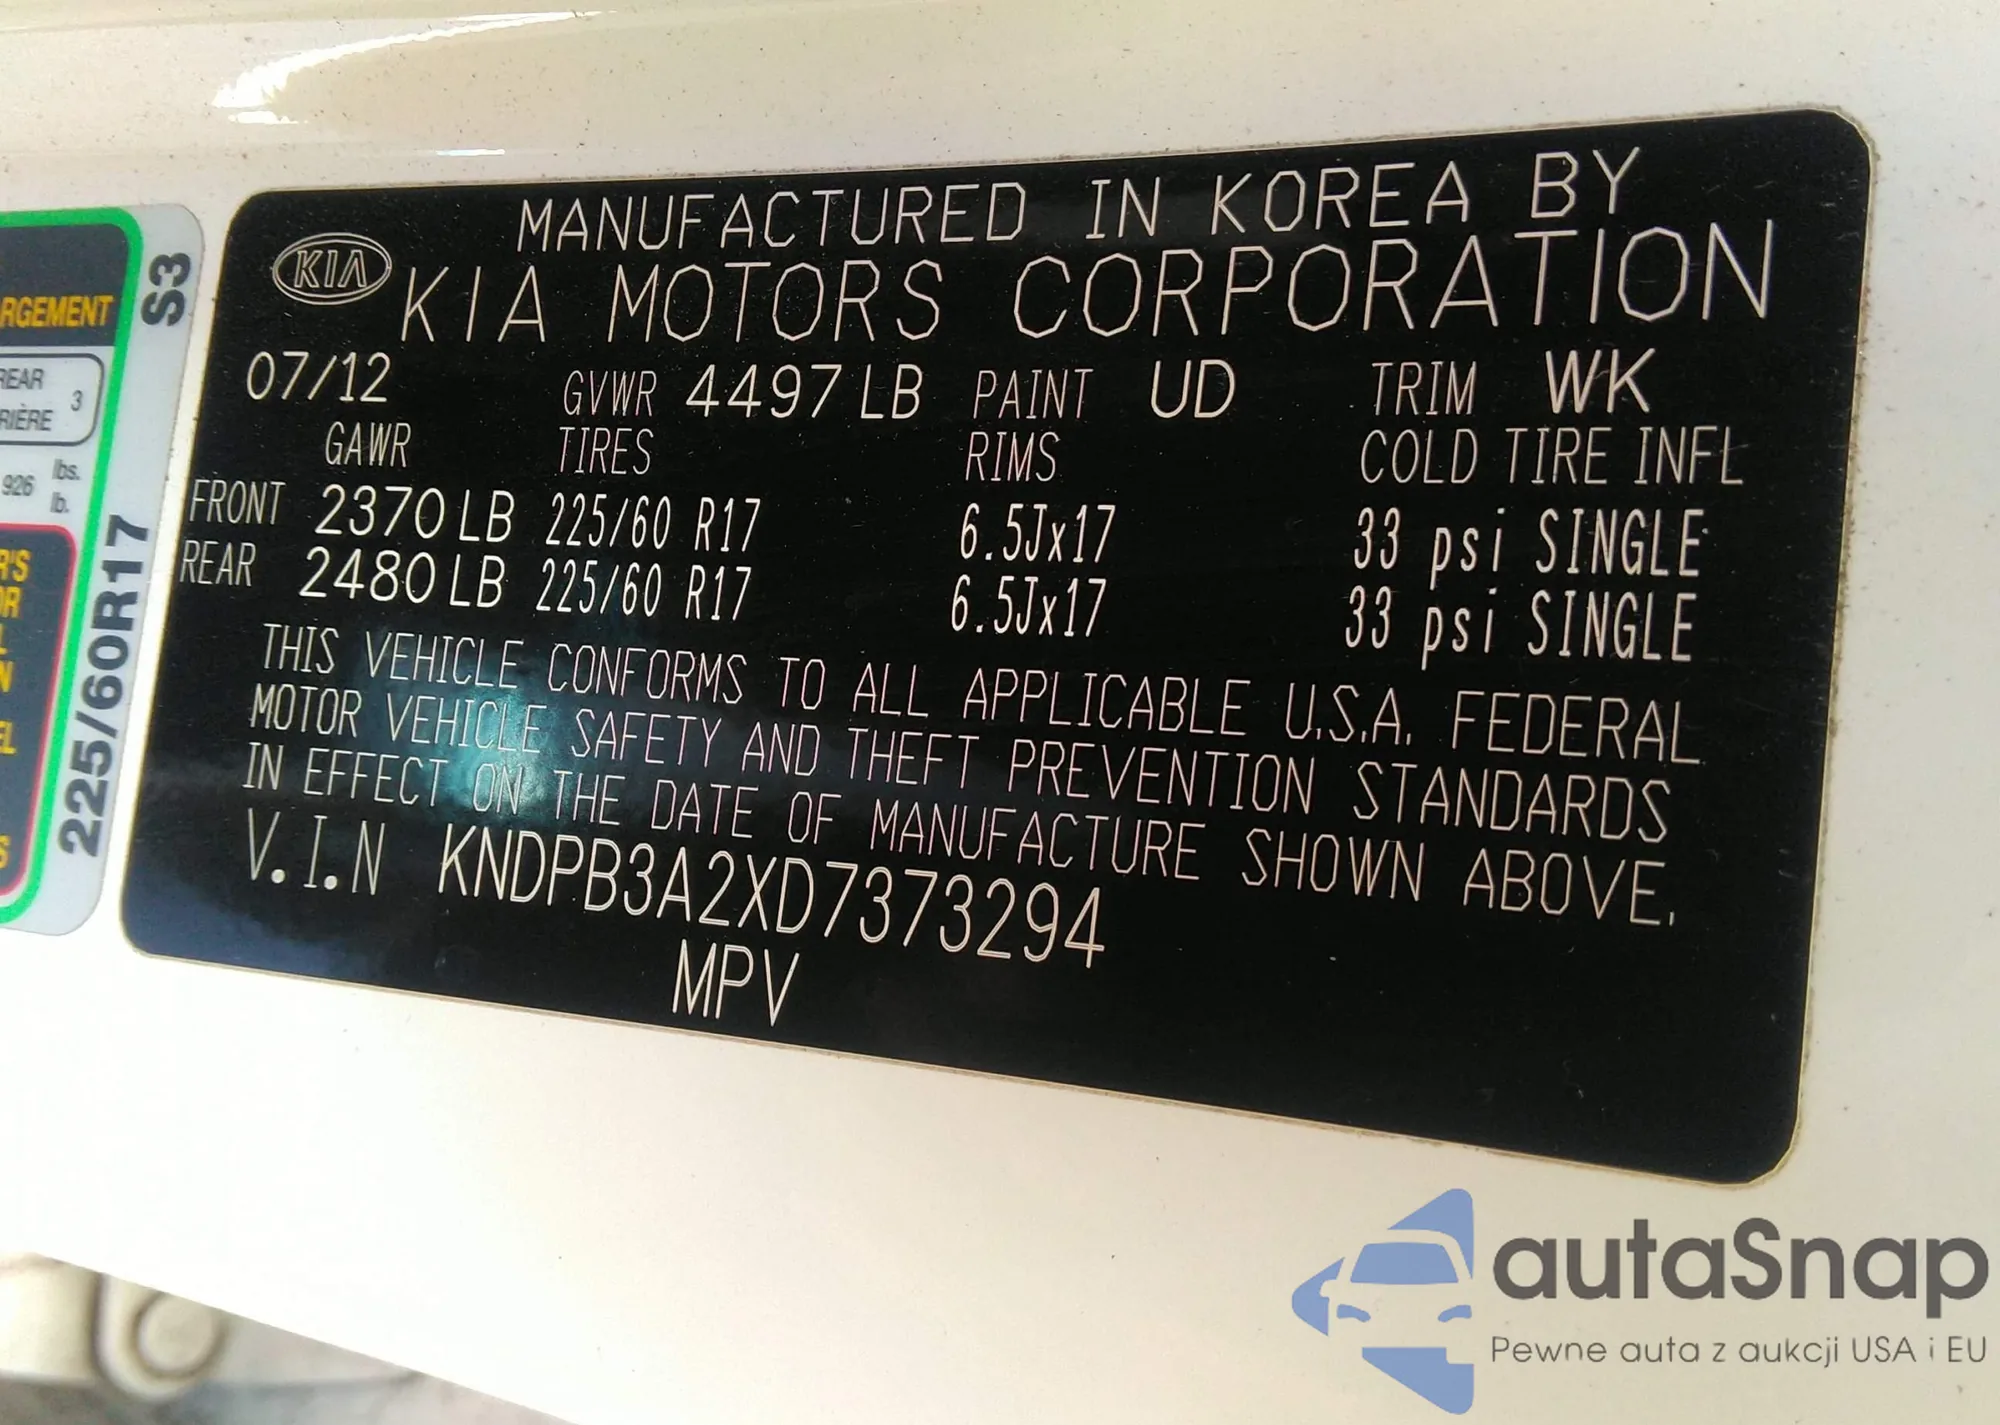 RGEMENT
REAR
RIÈRE
3
926 lbs.
lb.
S3
225/60R17
KIA
MANUFACTURED IN KOREA BY
KIA MOTORS CORPORATION
07/12 GVWR 4497 LB PAINT UD TRIM WK
GAWR TIRES RIMS COLD TIRE INFL
FRONT 2370 LB 225/60 R17 6.5Jx17 33 psi SINGLE
REAR 2480 LB 225/60 R17 6.5Jx17 33 psi SINGLE
THIS VEHICLE CONFORMS TO ALL APPLICABLE U.S.A. FEDERAL
MOTOR VEHICLE SAFETY AND THEFT PREVENTION STANDARDS
IN EFFECT ON THE DATE OF MANUFACTURE SHOWN ABOVE.
V.I.N KNDPB3A2XD7373294
MPV
autaSnap
Pewne auta z aukcji USA i EU